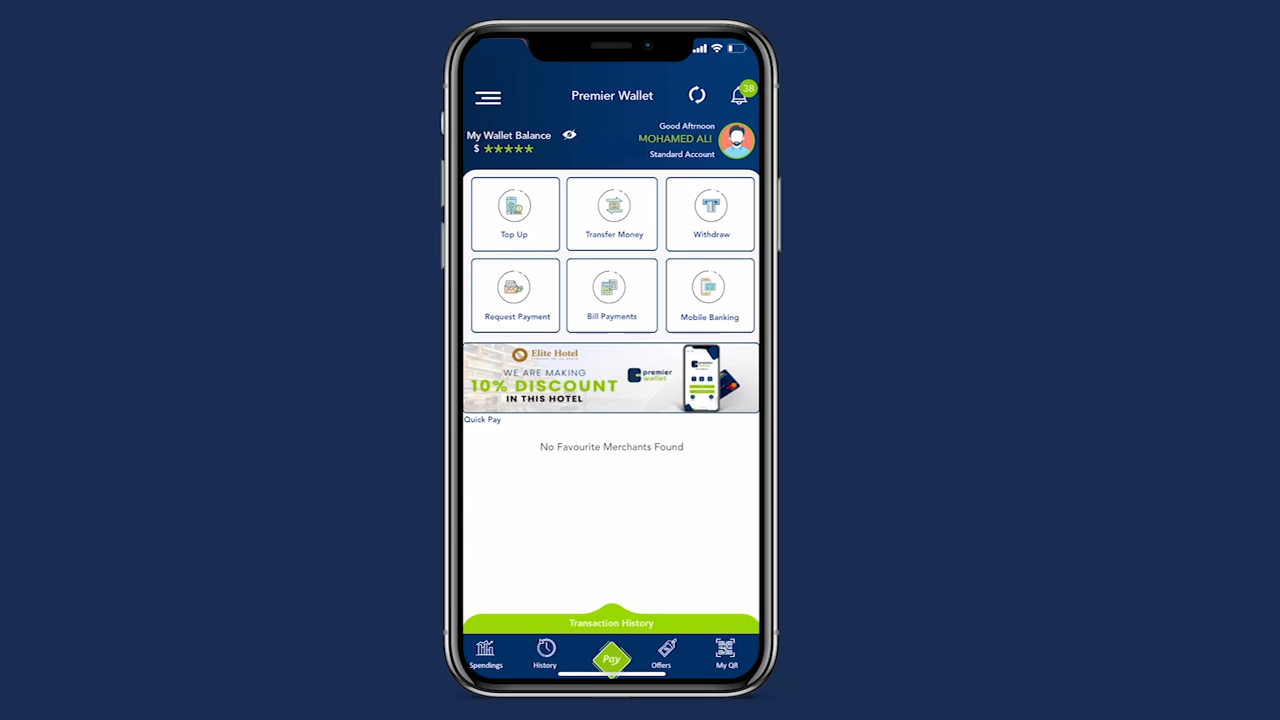 Premier Wallet
38
Good Aftrnoon
My Wallet Balance
MOHAMED ALI
$ *****
Standard Account
Top Up
Transfer Money
Withdraw
Request Payment
Bill Payments
Mobile Banking
Elite Hotel
WE ARE MAKING
10% DISCOUNT
IN THIS HOTEL
premier
wallet
Quick Pay
No Favourite Merchants Found
Transaction History
Spendings
History
Pay
Offers
My QR